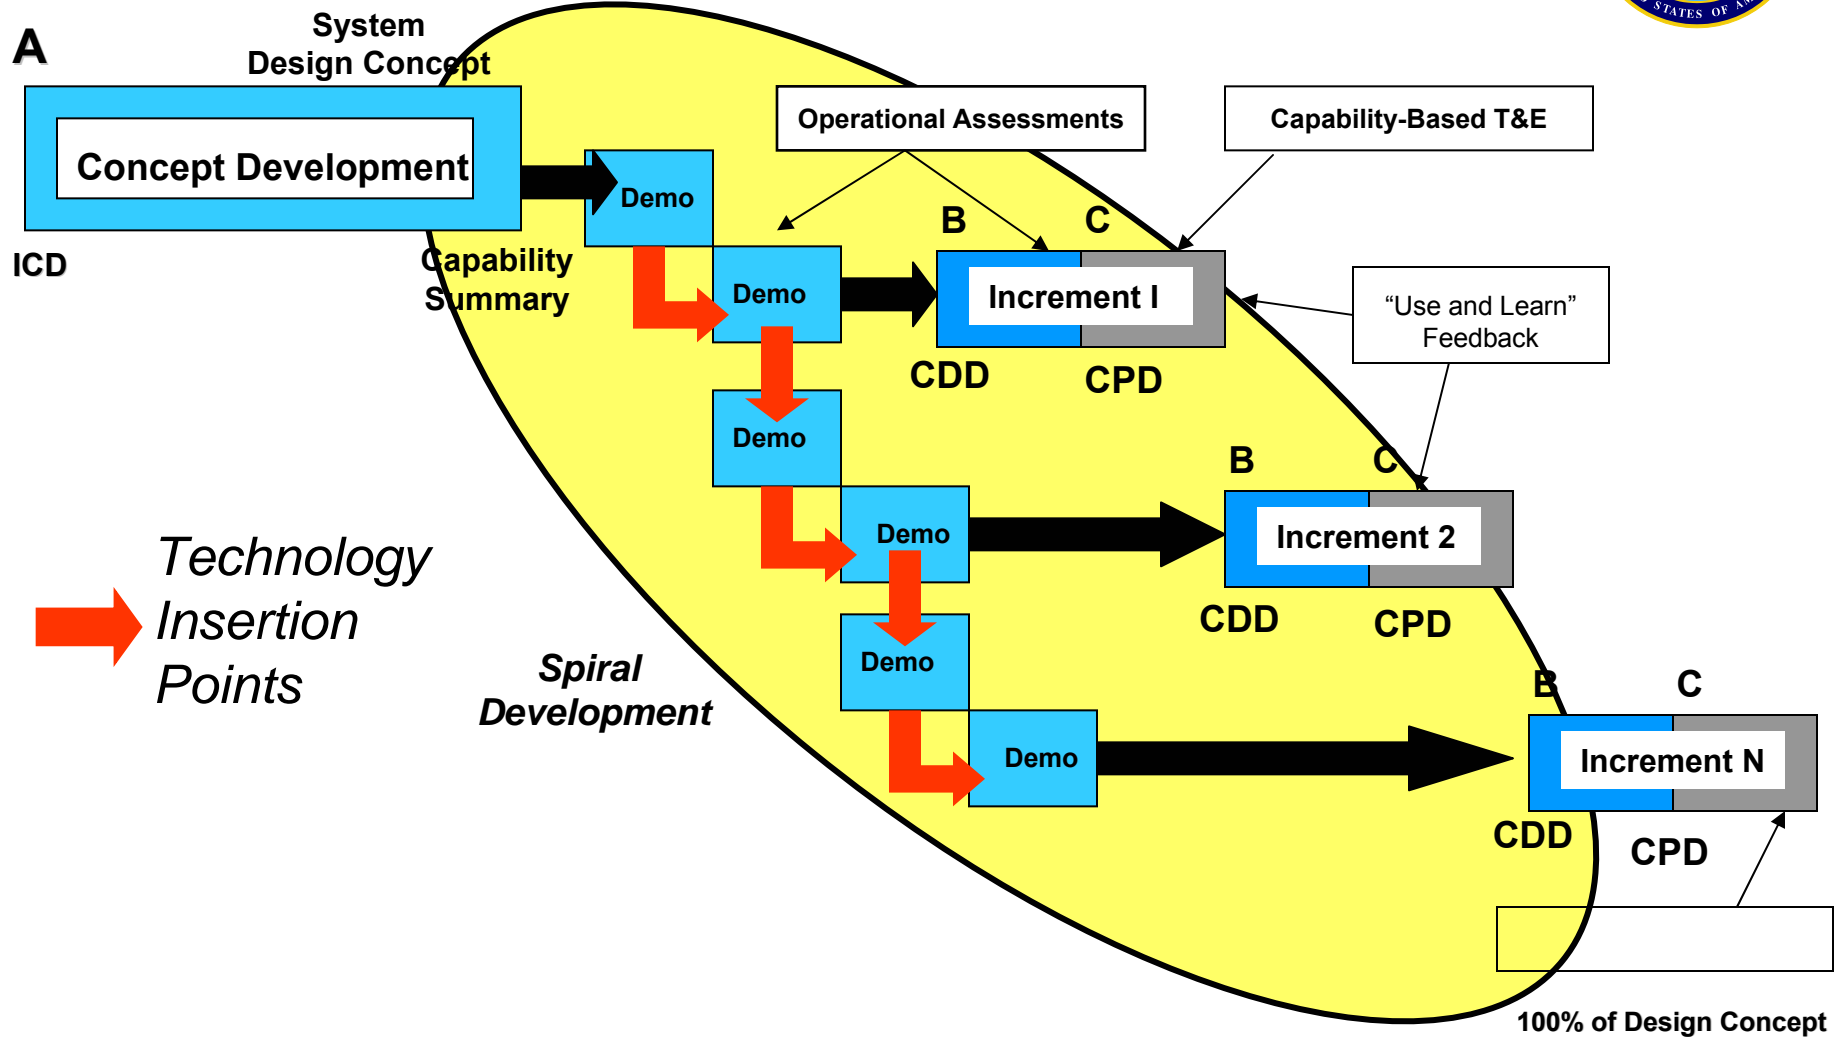 STATES OF
A
System
Design Concept
Concept Development
ICD
Capability
Summary
Operational Assessments
Capability-Based T&E
Demo
Demo
B
C
Increment I
CDD
CPD
“Use and Learn”
Feedback
Demo
Demo
B
C
Increment 2
CDD
CPD
Technology
Insertion
Points
Spiral
Development
Demo
Demo
B
C
Increment N
CDD
CPD
100% of Design Concept